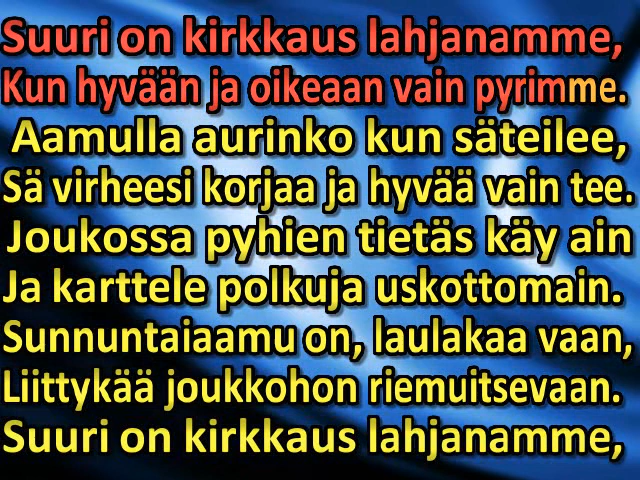 Suuri on kirkkaus lahjanamme,
Kun hyvään ja oikeaan vain pyrimme.
Aamulla aurinko kun säteilee,
Sä virheesi korjaa ja hyvää vain tee.
Joukossa pyhien tietäs käy ain
Ja karttele polkuja uskottomain.
Sunnuntaiaamu on, laulakaa vaan,
Liittykää joukkohon riemuitsevaan.
Suuri on kirkkaus lahjanamme,